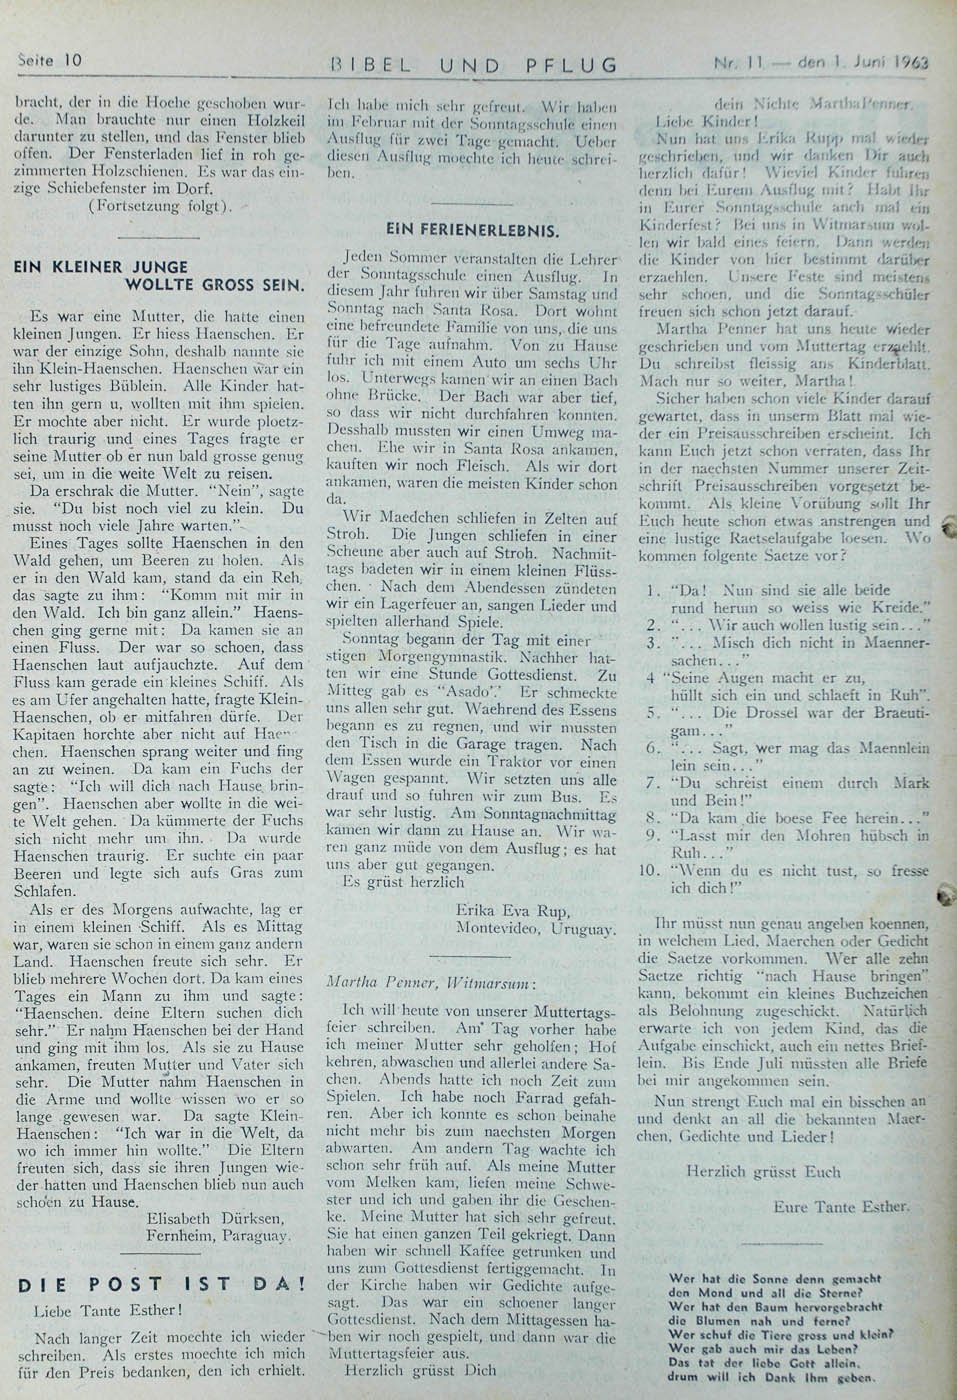 Seite 10
BIBEL UND PFLUG
Nr. 11 — den 1. Juni 1963
bracht, der in die Hoehe geschoben wur-
de. Man brauchte nur einen Holzkeil
darunter zu stellen, und das Fenster blieb
offen. Der Fensterladen lief in roh ge-
zimmerten Holzschienen. Es war das ein-
zige Schiebefenster im Dorf.
(Fortsetzung folgt).
EIN KLEINER JUNGE
WOLLTE GROSS SEIN.
Es war eine Mutter, die hatte einen
kleinen Jungen. Er hiess Haenschen. Er
war der einzige Sohn, deshalb nannte sie
ihn Klein-Haenschen. Haenschen war ein
sehr lustiges Büblein. Alle Kinder hat-
ten ihn gern u, wollten mit ihm spielen.
Er mochte aber nicht. Er wurde ploetz-
lich traurig und eines Tages fragte er
seine Mutter ob er nun bald grosse genug
sei, um in die weite Welt zu reisen.
Da erschrak die Mutter. “Nein”, sagte
sie. “Du bist noch viel zu klein. Du
musst noch viele Jahre warten.”
Eines Tages sollte Haenschen in den
Wald gehen, um Beeren zu holen. Als
er in den Wald kam, stand da ein Reh,
das sagte zu ihm: “Komm mit mir in
den Wald. Ich bin ganz allein.” Haens-
chen ging gerne mit: Da kamen sie an
einen Fluss. Der war so schoen, dass
Haenschen laut aufjauchzte. Auf dem
Fluss kam gerade ein kleines Schiff. Als
es am Ufer angehalten hatte, fragte Klein-
Haenschen, ob er mitfahren dürfe. Der
Kapitaen horchte aber nicht auf Haen-
chen. Haenschen sprang weiter und fing
an zu weinen. Da kam ein Fuchs der
sagte: “Ich will dich nach Hause brin-
gen”. Haenschen aber wollte in die wei-
te Welt gehen. Da kümmerte der Fuchs
sich nicht mehr um ihn. Da wurde
Haenschen traurig. Er suchte ein paar
Beeren und legte sich aufs Gras zum
Schlafen.
Als er des Morgens aufwachte, lag er
in einem kleinen Schiff. Als es Mittag
war, waren sie schon in einem ganz andern
Land. Haenschen freute sich sehr. Er
blieb mehrere Wochen dort. Da kam eines
Tages ein Mann zu ihm und sagte:
“Haenschen. deine Eltern suchen dich
sehr.” Er nahm Haenschen bei der Hand
und ging mit ihm los. Als sie zu Hause
ankamen, freuten Mutter und Vater sich
sehr. Die Mutter nahm Haenschen in
die Arme und wollte wissen wo er so
lange gewesen war. Da sagte Klein-
Haenschen: “Ich war in die Welt, da
wo ich immer hin wollte.” Die Eltern
freuten sich, dass sie ihren Jungen wie-
der hatten und Haenschen blieb nun auch
schoen zu Hause.
Elisabeth Dürksen,
Fernheim, Paraguay.
DIE POST IST DA!
Liebe Tante Esther!
Nach langer Zeit moechte ich wieder
schreiben. Als erstes moechte ich mich
für den Preis bedanken, den ich erhielt.
Ich habe mich sehr gefreut. Wir haben
im Februar mit der Sonntagsschule einen
Ausflug für zwei Tage gemacht. Ueber
diesen Ausflug moechte ich heute schrei-
ben.
EIN FERIENERLEBNIS.
Jeden Sommer veranstalten die Lehrer
der Sonntagsschule einen Ausflug. In
diesem Jahr fuhren wir über Samstag und
Sonntag nach Santa Rosa. Dort wohnt
eine befreundete Familie von uns, die uns
für die Tage aufnahm. Von zu Hause
fuhr ich mit einem Auto um sechs Uhr
los. Unterwegs kamen wir an einen Bach
ohne Brücke. Der Bach war aber tief,
so dass wir nicht durchfahren konnten.
Desshalb mussten wir einen Umweg ma-
chen. Ehe wir in Santa Rosa ankamen,
kauften wir noch Fleisch. Als wir dort
ankamen, waren die meisten Kinder schon
da.
Wir Maedchen schliefen in Zelten auf
Stroh. Die Jungen schliefen in einer
Scheune aber auch auf Stroh. Nachmit-
tags badeten wir in einem kleinen Flüss-
chen. Nach dem Abendessen zündeten
wir ein Lagerfeuer an, sangen Lieder und
spielten allerhand Spiele.
Sonntag begann der Tag mit einer
stigen Morgengymnastik. Nachher hat-
ten wir eine Stunde Gottesdienst. Zu
Mitteg gab es “Asado”. Er schmeckte
uns allen sehr gut. Waehrend des Essens
begann es zu regnen, und wir mussten
den Tisch in die Garage tragen. Nach
dem Essen wurde ein Traktor vor einen
Wagen gespannt. Wir setzten uns alle
drauf und so fuhren wir zum Bus. Es
war sehr lustig. Am Sonntagnachmittag
kamen wir dann zu Hause an. Wir wa-
ren ganz müde von dem Ausflug; es hat
uns aber gut gegangen.
Es grüst herzlich
Erika Eva Rup,
Montevideo, Uruguay.
Martha Penner, Witmarsum:
Ich will heute von unserer Muttertags-
feier schreiben. Am Tag vorher habe
ich meiner Mutter sehr geholfen; Hof
kehren, abwaschen und allerlei andere Sa-
chen. Abends hatte ich noch Zeit zum
Spielen. Ich habe noch Farrad gefah-
ren. Aber ich konnte es schon beinahe
nicht mehr bis zum naechsten Morgen
abwarten. Am andern Tag wachte ich
schon sehr früh auf. Als meine Mutter
vom Melken kam, liefen meine Schwe-
ster und ich und gaben ihr die Geschen-
ke. Meine Mutter hat sich sehr gefreut.
Sie hat einen ganzen Teil gekriegt. Dann
haben wir schnell Kaffee getrunken und
uns zum Gottesdienst fertiggemacht. In
der Kirche haben wir Gedichte aufge-
sagt. Das war ein schoener langer
Gottesdienst. Nach dem Mittagessen ha-
ben wir noch gespielt, und dann war die
Muttertagsfeier aus.
Herzlich grüsst Dich
dein Nichte Martha Penner.
Liebe Kinder!
Nun hat uns Erika Rupp mal wieder
geschrieben, und wir danken Dir auch
herzlich dafür! Wieviel Kinder fuhren
denn bei Eurem Ausflug mit? Habt Ihr
in Eurer Sonntagsschule auch mal ein
Kinderfest? Bei uns in Witmarsum wol-
len wir bald eines feiern. Dann werden
die Kinder von hier bestimmt darüber
erzaehlen. Unsere Feste sind meistens
sehr schoen, und die Sonntagsschüler
freuen sich schon jetzt darauf.
Martha Penner hat uns heute wieder
geschrieben und vom Muttertag erzaehlt.
Du schreibst fleissig ans Kinderblatt.
Mach nur so weiter, Martha!
Sicher haben schon viele Kinder darauf
gewartet, dass in unserm Blatt mal wie-
der ein Preisausschreiben erscheint. Ich
kann Euch jetzt schon verraten, dass Ihr
in der naechsten Nummer unserer Zeit-
schrift Preisausschreiben vorgesetzt be-
kommt. Als kleine Vorübung sollt Ihr
Euch heute schon etwas anstrengen und
eine lustige Raetselaufgabe loesen. Wo
kommen folgente Saetze vor?
1. “Da! Nun sind sie alle beide
rund herum so weiss wie Kreide.”
2. “... Wir auch wollen lustig sein...”
3. “... Misch dich nicht in Maenner-
sachen...”
4 “Seine Augen macht er zu,
hüllt sich ein und schlaeft in Ruh”.
5. “... Die Drossel war der Braeuti-
gam...”
6. “... Sagt, wer mag das Maennlein
lein sein...”
7. “Du schreist einem durch Mark
und Bein!”
8. “Da kam die boese Fee herein...”
9. “Lasst mir den Mohren hübsch in
Ruh...”
10. “Wenn du es nicht tust, so fresse
ich dich!”
Ihr müsst nun genau angeben koennen,
in welchem Lied, Maerchen oder Gedicht
die Saetze vorkommen. Wer alle zehn
Saetze richtig “nach Hause bringen”
kann, bekommt ein kleines Buchzeichen
als Belohnung zugeschickt. Natürlich
erwarte ich von jedem Kind, das die
Aufgabe einschickt, auch ein nettes Brief-
lein. Bis Ende Juli müssten alle Briefe
bei mir angekommen sein.
Nun strengt Euch mal ein bisschen an
und denkt an all die bekannten Maer-
chen, Gedichte und Lieder!
Herzlich grüsst Euch
Eure Tante Esther.
Wer hat die Sonne denn gemacht
den Mond und all die Sterne?
Wer hat den Baum hervorgebracht
die Blumen nah und ferne?
Wer schuf die Tiere gross und klein?
Wer gab auch mir das Leben?
Das tat der liebe Gott allein,
drum will ich Dank Ihm geben.